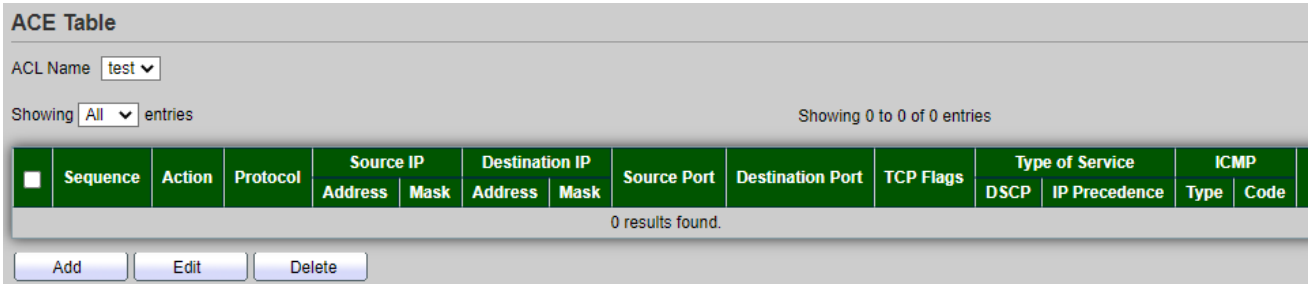 ACE Table
ACL Name test
Showing All entries Showing 0 to 0 of 0 entries
Sequence Action Protocol Source IP Destination IP Source Port Destination Port TCP Flags Type of Service ICMP
Address Mask Address Mask DSCP IP Precedence Type Code
0 results found.
Add Edit Delete